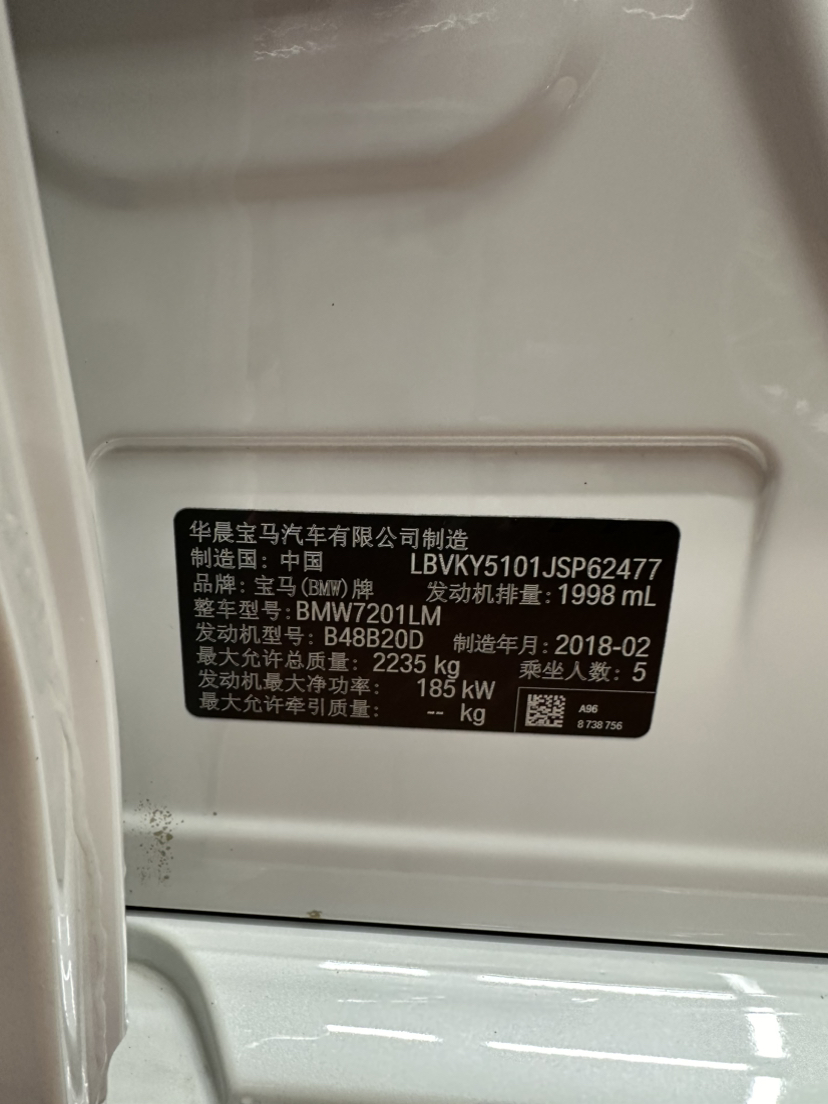 华晨宝马汽车有限公司制造
制造国: 中国 LBVKY5101JSP62477
品牌: 宝马(BMW)牌 发动机排量: 1998 mL
整车型号: BMW7201LM
发动机型号: B48B20D 制造年月: 2018-02
最大允许总质量: 2235 kg 乘坐人数: 5
发动机最大净功率: 185 kW
最大允许牵引质量: -- kg
A96
8 738 756